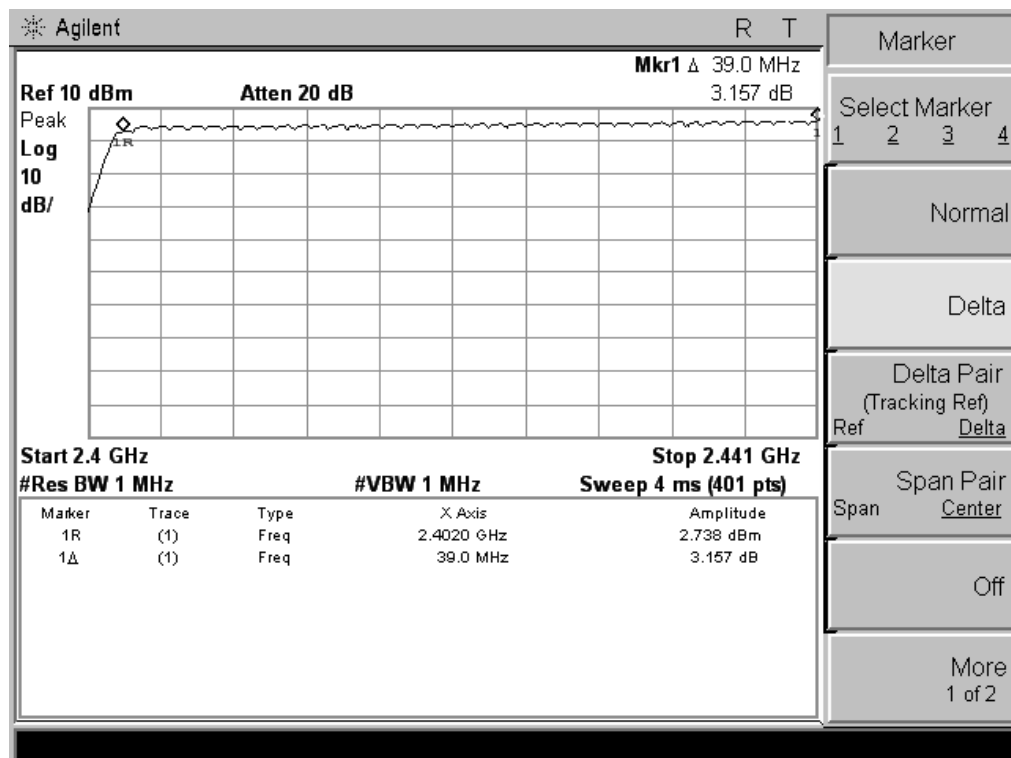 Agilent R T
Mkr1 Δ 39.0 MHz
Ref 10 dBm Atten 20 dB 3.157 dB
Peak
Log
10
dB/
1R
1
Start 2.4 GHz Stop 2.441 GHz
#Res BW 1 MHz #VBW 1 MHz Sweep 4 ms (401 pts)
Marker Trace Type X Axis Amplitude
1R (1) Freq 2.4020 GHz 2.738 dBm
1Δ (1) Freq 39.0 MHz 3.157 dB
Marker
Select Marker
1 2 3 4
Normal
Delta
Delta Pair
(Tracking Ref)
Ref Delta
Span Pair
Span Center
Off
More
1 of 2